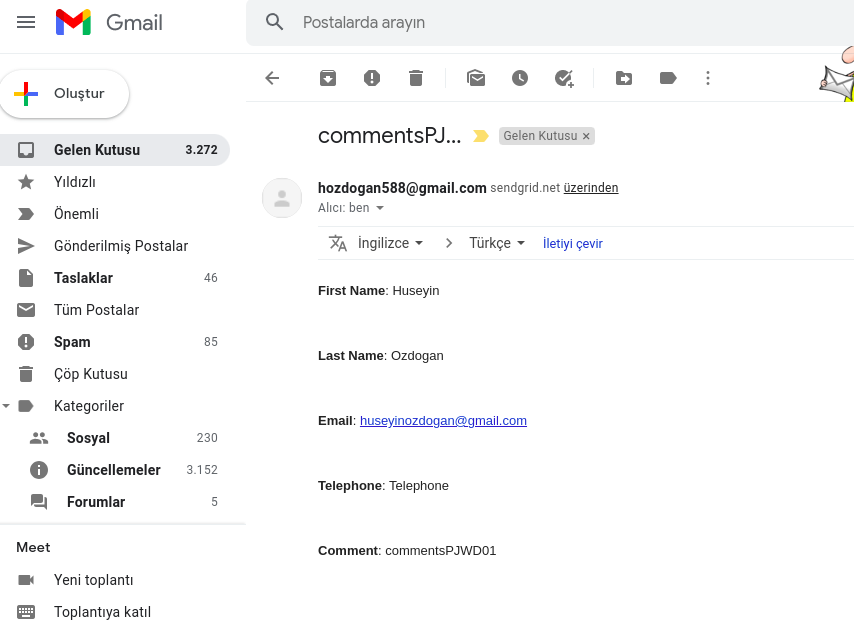 Gmail
Postalarda arayın
Oluştur
Gelen Kutusu 3.272
Yıldızlı
Önemli
Gönderilmiş Postalar
Taslaklar 46
Tüm Postalar
Spam 85
Çöp Kutusu
Kategoriler
Sosyal 230
Güncellemeler 3.152
Forumlar 5
Meet
Yeni toplantı
Toplantıya katıl
commentsPJ... Gelen Kutusu ×
hozdogan588@gmail.com sendgrid.net üzerinden
Alıcı: ben
İngilizce > Türkçe İletiyi çevir
First Name: Huseyin
Last Name: Ozdogan
Email: huseyinozdogan@gmail.com
Telephone: Telephone
Comment: commentsPJWD01